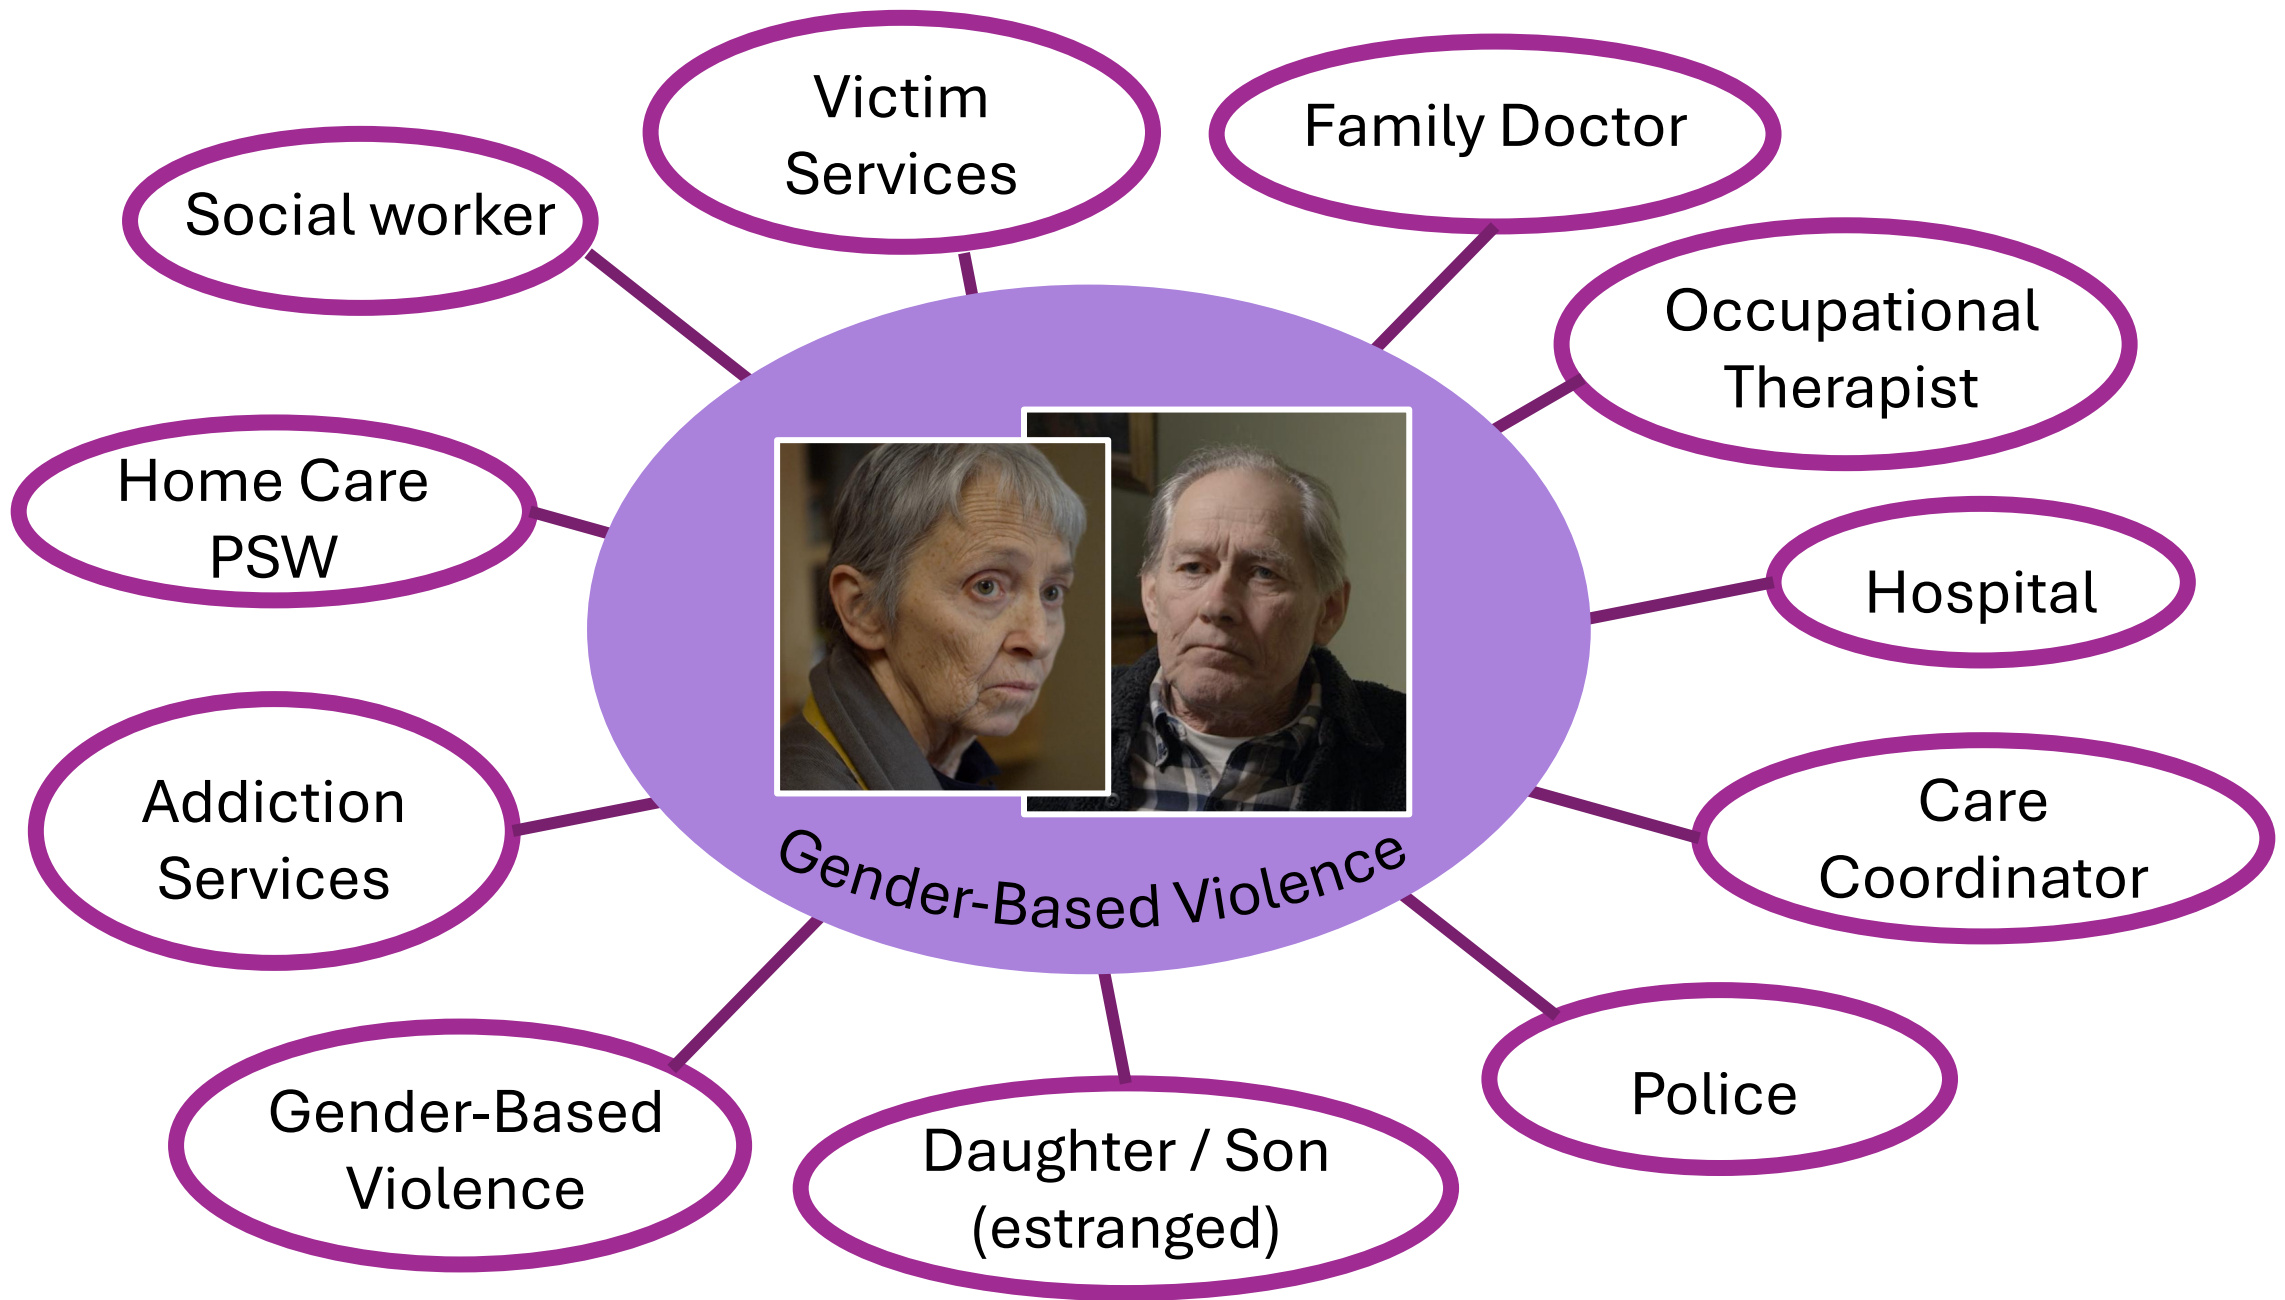 Victim
Services
Family Doctor
Social worker
Occupational
Therapist
Home Care
PSW
Hospital
Addiction
Services
Care
Coordinator
Gender-Based Violence
Gender-Based
Violence
Daughter / Son
(estranged)
Police